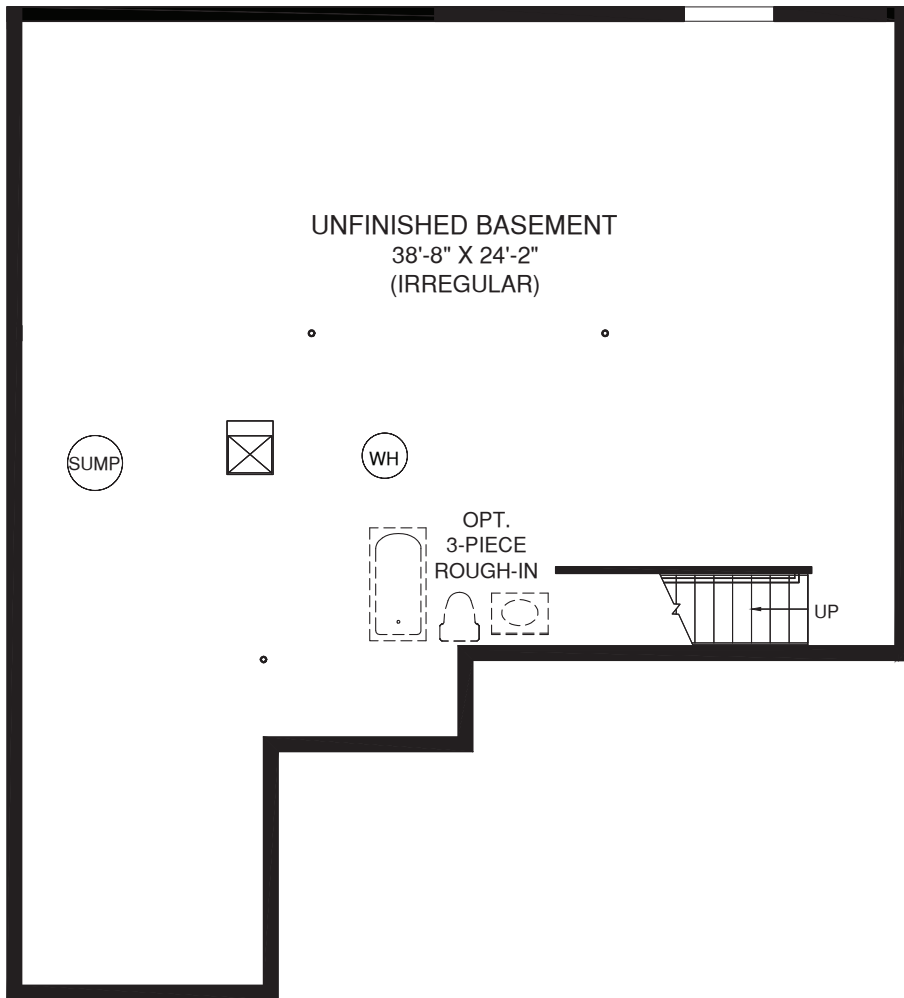 UNFINISHED BASEMENT
38'-8" X 24'-2"
(IRREGULAR)
SUMP
WH
OPT.
3-PIECE
ROUGH-IN
UP